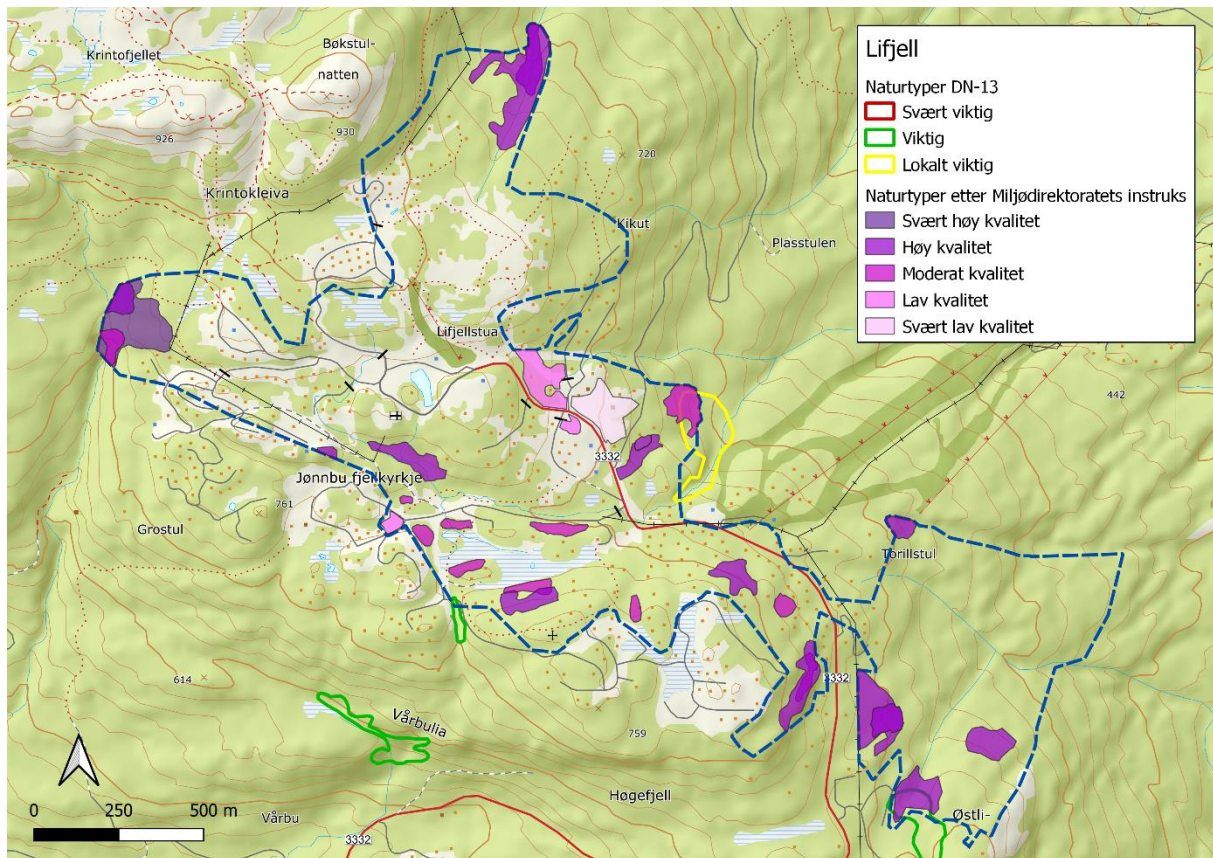 Krintofjellet
Bøkstul-
natten
926
930
720
Krintokleiva
Kikut
Plasstulen
Lifjellstua
442
3332
Jønnbu fjellkyrkje
761
Grostul
Torillstul
614
3332
Vårbulia
759
Høgefjell
Østli-
Vårbu
3332
0 250 500 m
Lifjell
Naturtyper DN-13
Svært viktig
Viktig
Lokalt viktig
Naturtyper etter Miljødirektoratets instruks
Svært høy kvalitet
Høy kvalitet
Moderat kvalitet
Lav kvalitet
Svært lav kvalitet